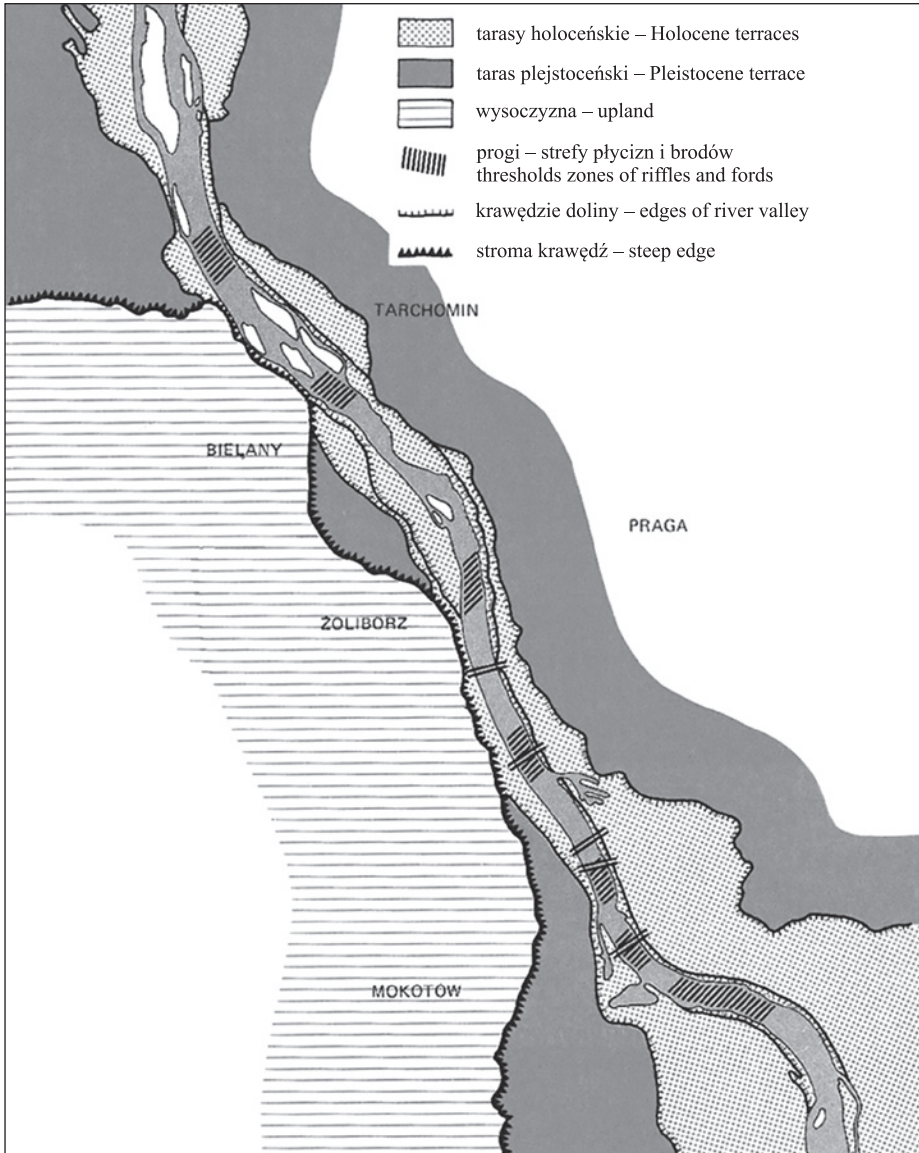 tarasy holoceńskie – Holocene terraces
taras plejstoceński – Pleistocene terrace
wysoczyzna – upland
progi – strefy płycizn i brodów
thresholds zones of riffles and fords
krawędzie doliny – edges of river valley
stroma krawędź – steep edge
TARCHOMIN
BIELANY
PRAGA
ŻOLIBORZ
MOKOTÓW